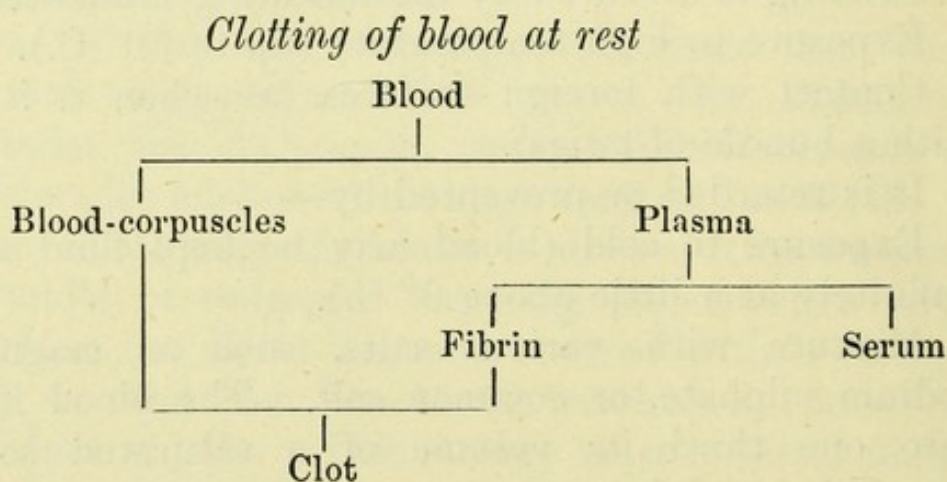 Clotting of blood at rest
Blood
Blood-corpuscles Plasma
Fibrin Serum
Clot